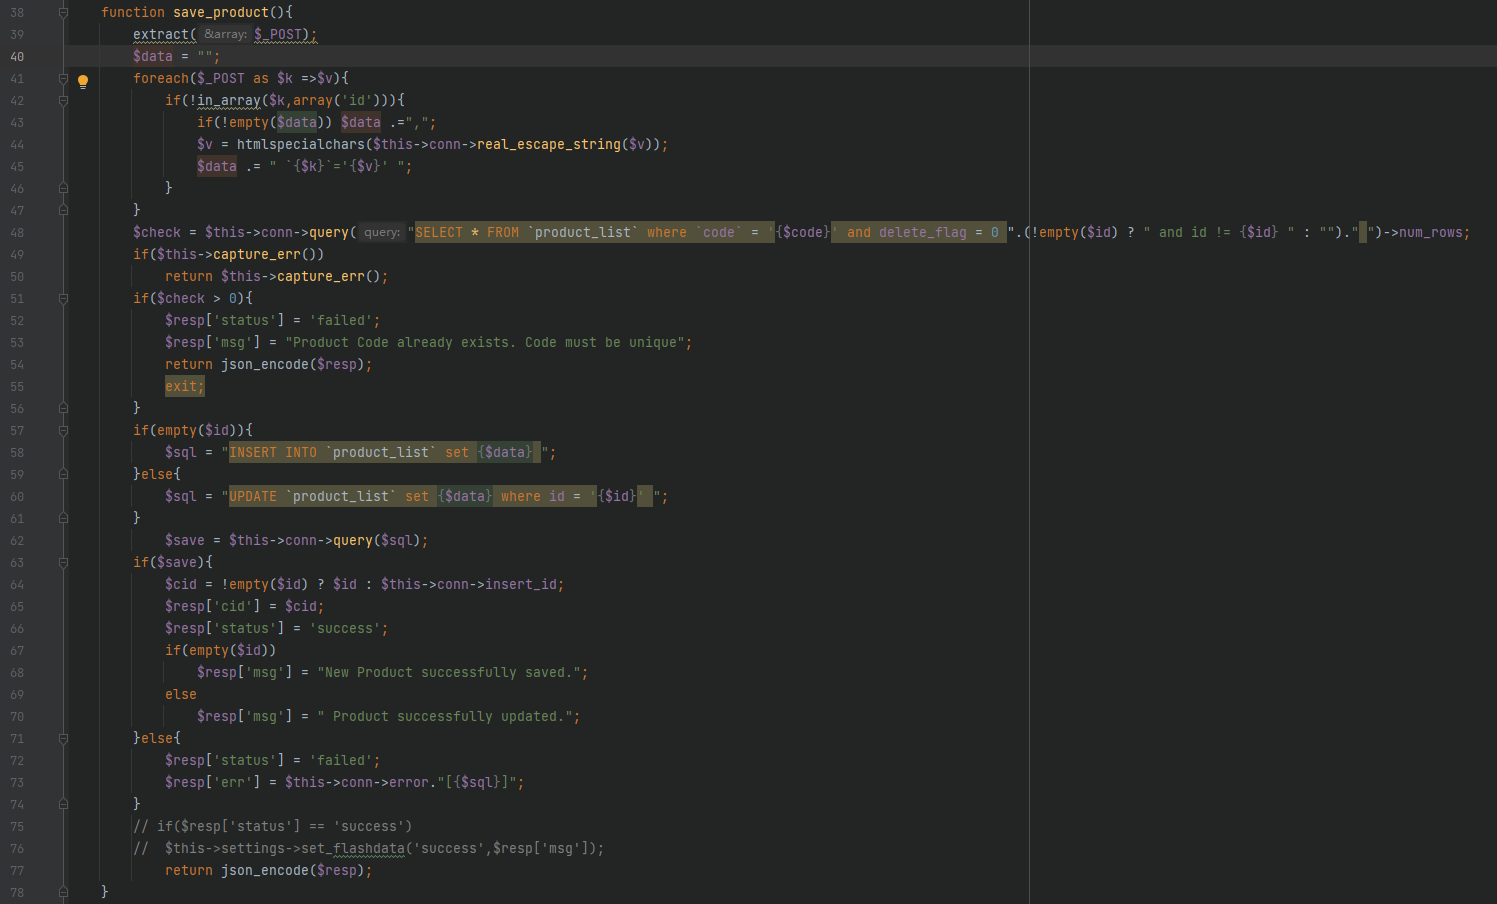 38 function save_product(){
39 extract( &array: $_POST);
40 $data = "";
41 foreach($_POST as $k =>$v){
42 if(!in_array($k,array('id'))){
43 if(!empty($data)) $data .=",";
44 $v = htmlspecialchars($this->conn->real_escape_string($v));
45 $data .= " `{$k}`='{$v}' ";
46 }
47 }
48 $check = $this->conn->query( query: "SELECT * FROM `product_list` where `code` = '{$code}' and delete_flag = 0 ".(!empty($id) ? " and id != {$id} " : "")." ")->num_rows;
49 if($this->capture_err())
50 return $this->capture_err();
51 if($check > 0){
52 $resp['status'] = 'failed';
53 $resp['msg'] = "Product Code already exists. Code must be unique";
54 return json_encode($resp);
55 exit;
56 }
57 if(empty($id)){
58 $sql = "INSERT INTO `product_list` set {$data} ";
59 }else{
60 $sql = "UPDATE `product_list` set {$data} where id = '{$id}' ";
61 }
62 $save = $this->conn->query($sql);
63 if($save){
64 $cid = !empty($id) ? $id : $this->conn->insert_id;
65 $resp['cid'] = $cid;
66 $resp['status'] = 'success';
67 if(empty($id))
68 $resp['msg'] = "New Product successfully saved.";
69 else
70 $resp['msg'] = " Product successfully updated.";
71 }else{
72 $resp['status'] = 'failed';
73 $resp['err'] = $this->conn->error."[{$sql}]";
74 }
75 // if($resp['status'] == 'success')
76 //  $this->settings->set_flashdata('success',$resp['msg']);
77 return json_encode($resp);
78 }